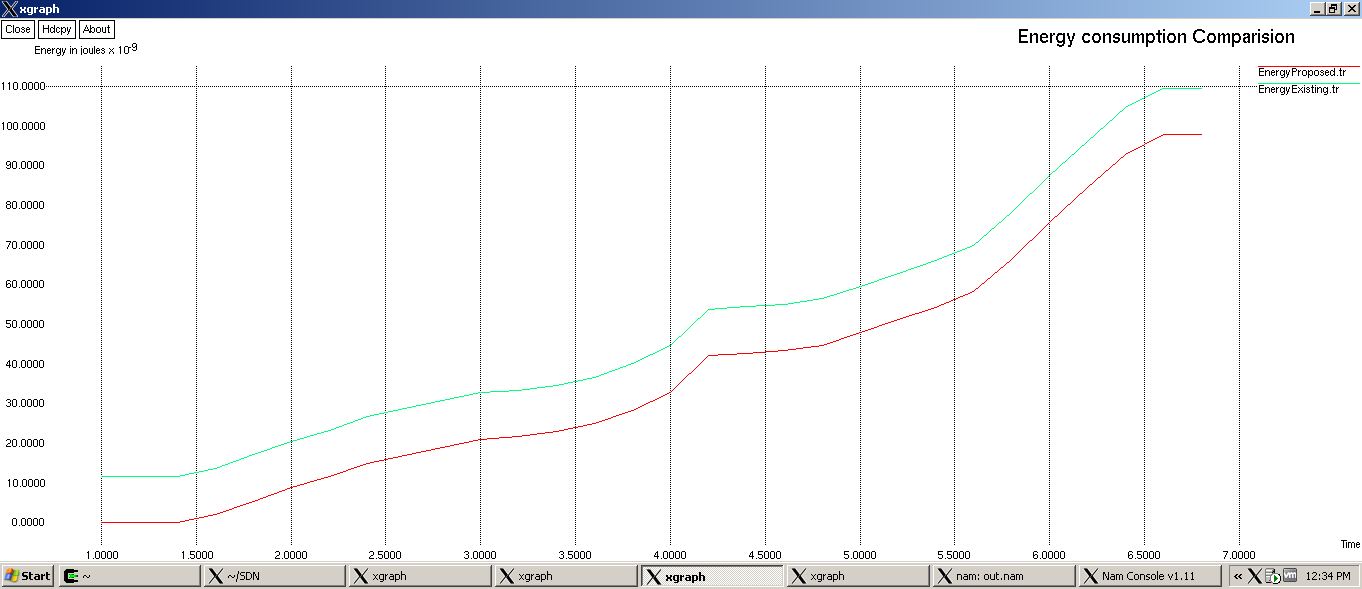 xgraph
Close Hdcpy About
Energy in joules x 10-9
Energy consumption Comparision
EnergyProposed.tr
EnergyExisting.tr
110.0000
100.0000
90.0000
80.0000
70.0000
60.0000
50.0000
40.0000
30.0000
20.0000
10.0000
0.0000
1.0000 1.5000 2.0000 2.5000 3.0000 3.5000 4.0000 4.5000 5.0000 5.5000 6.0000 6.5000 7.0000
Time
Start ~ ~/SDN xgraph xgraph xgraph xgraph nam: out.nam Nam Console v1.11 « 12:34 PM